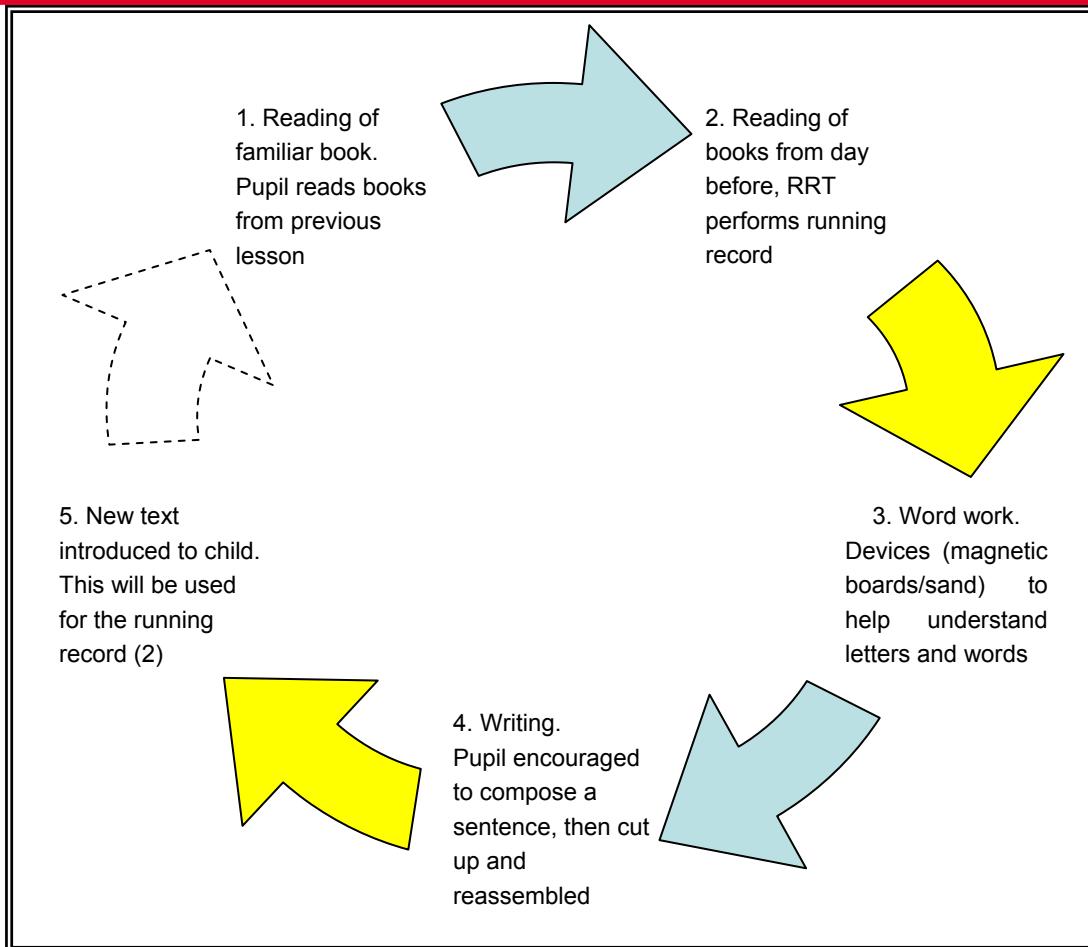 1. Reading of
familiar book.
Pupil reads books
from previous
lesson
2. Reading of
books from day
before, RRT
performs running
record
3. Word work.
Devices (magnetic
boards/sand) to
help understand
letters and words
4. Writing.
Pupil encouraged
to compose a
sentence, then cut
up and
reassembled
5. New text
introduced to child.
This will be used
for the running
record (2)